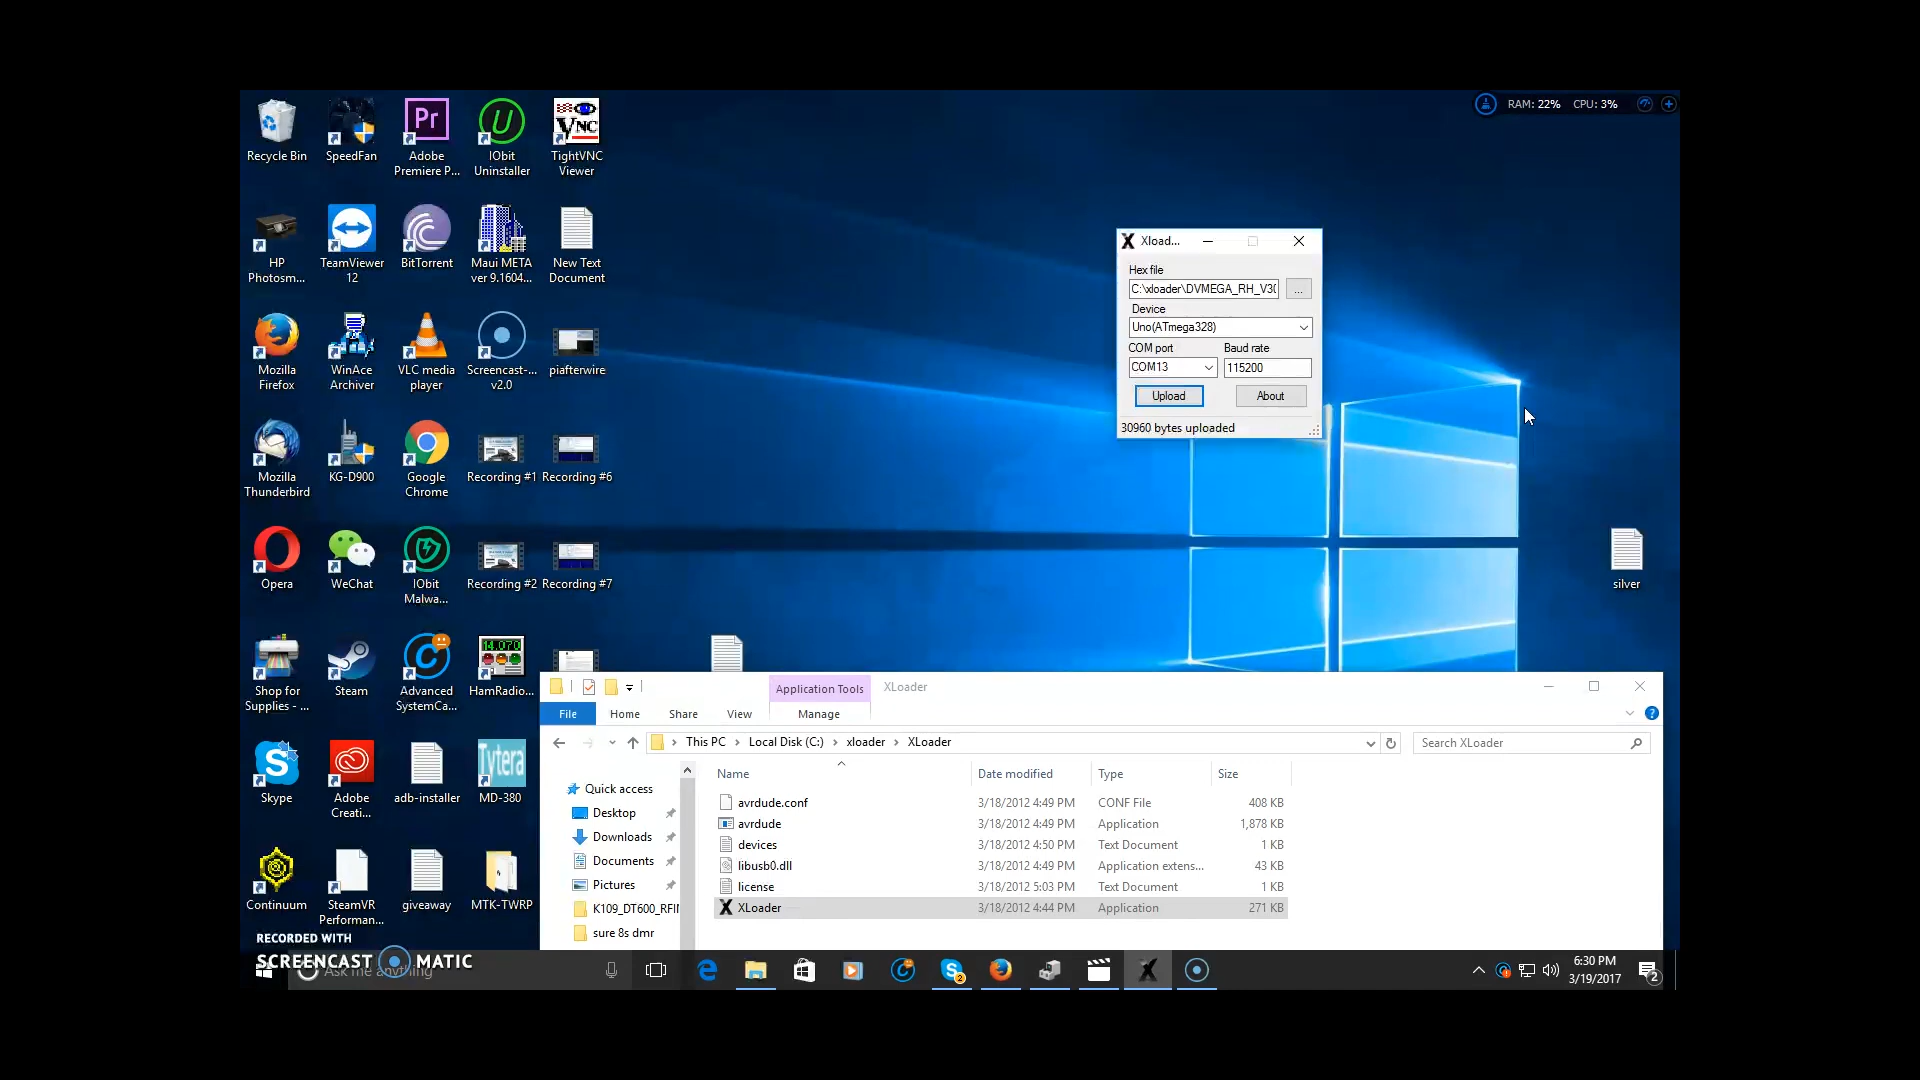 RAM: 22% CPU: 3%
Recycle Bin
SpeedFan
Pr
Adobe
Premiere P...
U
IObit
Uninstaller
VNC
TightVNC
Viewer
HP
Photosm...
TeamViewer
12
BitTorrent
Maui META
ver 9.1604...
New Text
Document
Mozilla
Firefox
WinAce
Archiver
VLC media
player
Screencast-...
v2.0
piafterwire
Mozilla
Thunderbird
KG-D900
Google
Chrome
Recording #1
Recording #6
Opera
WeChat
IObit
Malwa...
Recording #2
Recording #7
Shop for
Supplies - ...
Steam
Advanced
SystemCa...
14.070
HamRadio...
Skype
Adobe
Creati...
adb-installer
Tytera
MD-380
Continuum
SteamVR
Performan...
giveaway
MTK-TWRP
silver
X Xload...
Hex file
C:\xloader\DVMEGA_RH_V3(
...
Device
Uno(ATmega328)
COM port Baud rate
COM13 115200
Upload About
30960 bytes uploaded
Application Tools XLoader
File Home Share View Manage
This PC Local Disk (C:) xloader XLoader
Search XLoader
Name Date modified Type Size
Quick access
Desktop
Downloads
Documents
Pictures
K109_DT600_RFI
sure 8s dmr
avrdude.conf 3/18/2012 4:49 PM CONF File 408 KB
avrdude 3/18/2012 4:49 PM Application 1,878 KB
devices 3/18/2012 4:50 PM Text Document 1 KB
libusb0.dll 3/18/2012 4:49 PM Application extens... 43 KB
license 3/18/2012 5:03 PM Text Document 1 KB
XLoader 3/18/2012 4:44 PM Application 271 KB
RECORDED WITH
SCREENCAST MATIC
Ask me anything
2
6:30 PM
3/19/2017
2